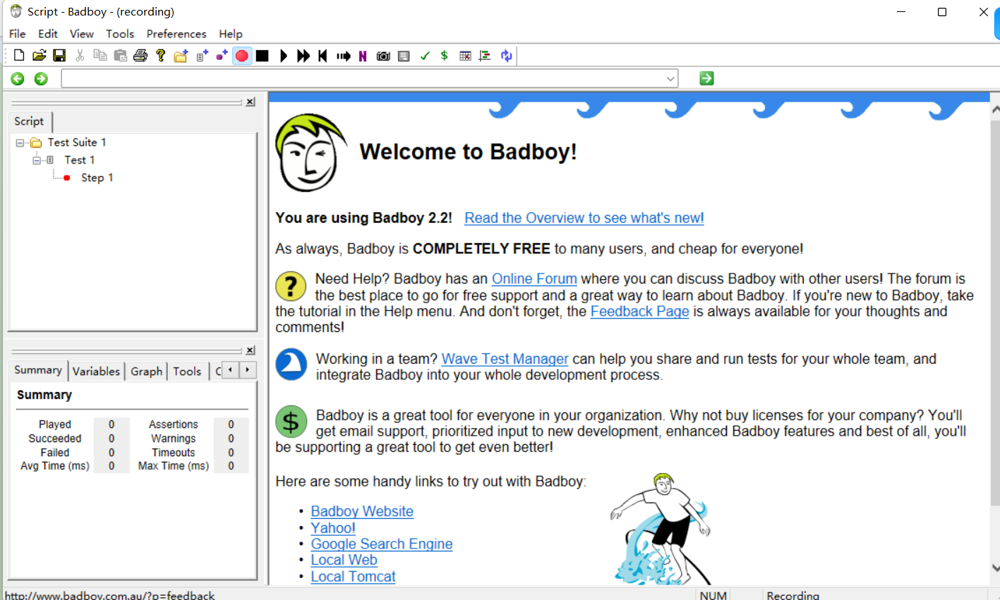 Script - Badboy - (recording)
File Edit View Tools Preferences Help
Script
Test Suite 1
Test 1
Step 1
Summary Variables Graph Tools
Summary
Played 0 Assertions 0
Succeeded 0 Warnings 0
Failed 0 Timeouts 0
Avg Time (ms) 0 Max Time (ms) 0
Welcome to Badboy!
You are using Badboy 2.2! Read the Overview to see what's new!
As always, Badboy is COMPLETELY FREE to many users, and cheap for everyone!
Need Help? Badboy has an Online Forum where you can discuss Badboy with other users! The forum is
the best place to go for free support and a great way to learn about Badboy. If you're new to Badboy, take
the tutorial in the Help menu. And don't forget, the Feedback Page is always available for your thoughts and
comments!
Working in a team? Wave Test Manager can help you share and run tests for your whole team, and
integrate Badboy into your whole development process.
Badboy is a great tool for everyone in your organization. Why not buy licenses for your company? You'll
get email support, prioritized input to new development, enhanced Badboy features and best of all, you'll
be supporting a great tool to get even better!
Here are some handy links to try out with Badboy:
• Badboy Website
• Yahoo!
• Google Search Engine
• Local Web
• Local Tomcat
http://www.badboy.com.au/?p=feedback NUM Recording